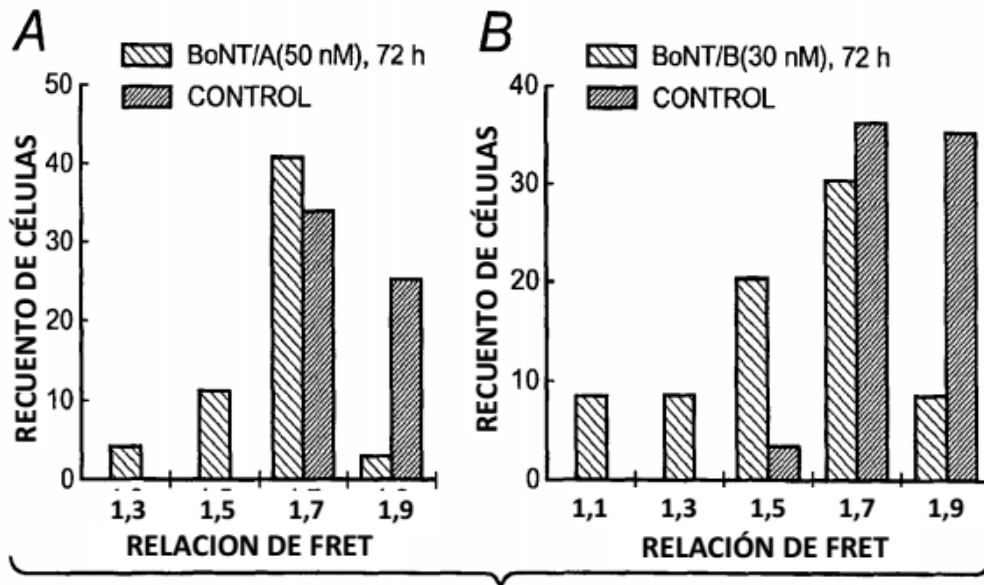 A
BoNT/A(50 nM), 72 h
CONTROL
RECUENTO DE CÉLULAS
50
40
30
20
10
0
1,3 1,5 1,7 1,9
RELACION DE FRET
B
BoNT/B(30 nM), 72 h
CONTROL
RECUENTO DE CÉLULAS
40
30
20
10
0
1,1 1,3 1,5 1,7 1,9
RELACIÓN DE FRET